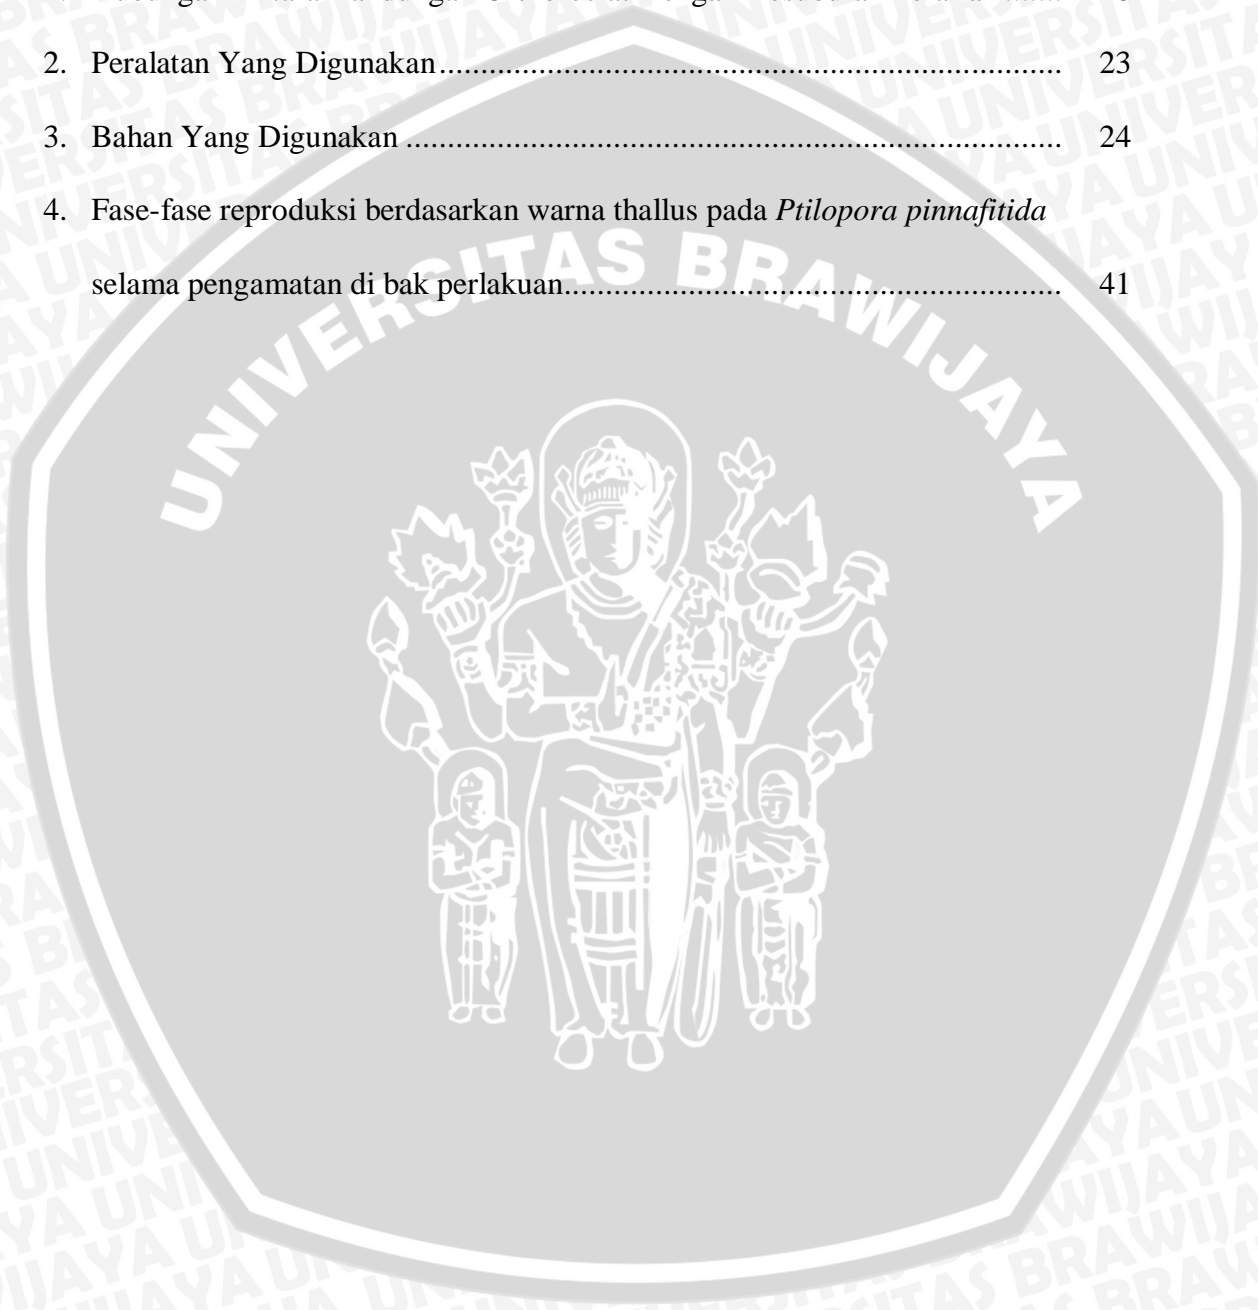 2. Peralatan Yang Digunakan........................................................................... 23
3. Bahan Yang Digunakan............................................................................... 24
4. Fase-fase reproduksi berdasarkan warna thallus pada Ptilopora pinnafitida
selama pengamatan di bak perlakuan............................................................ 41
UNIVERSITAS BRAWIJAYA